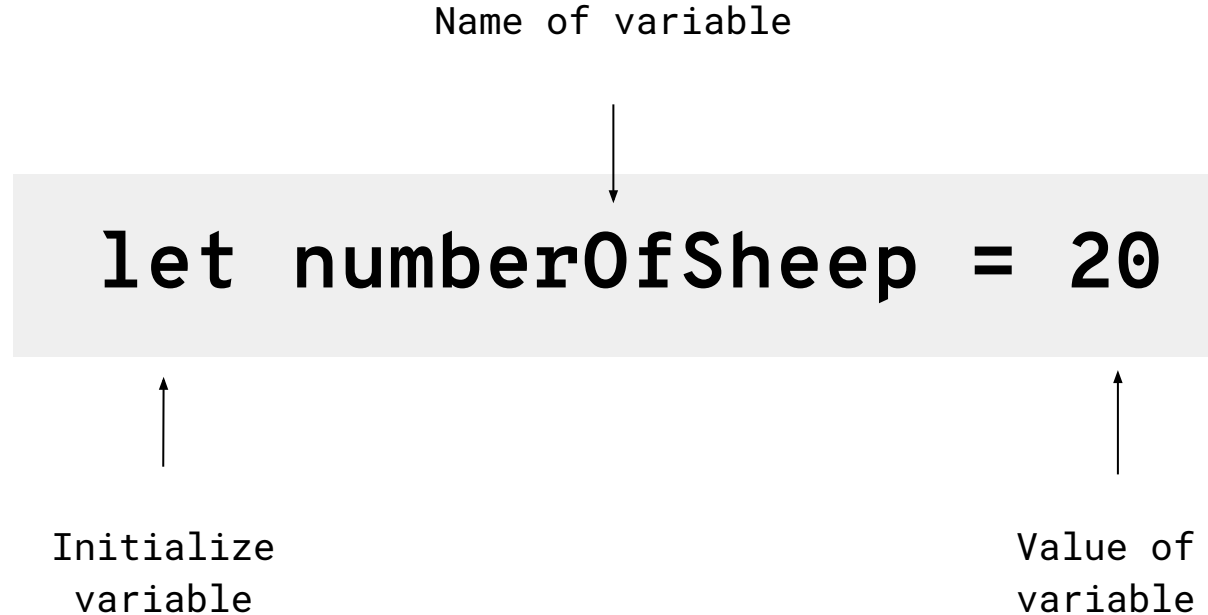 Name of variable
let numberOfSheep = 20
Initialize
variable
Value of
variable